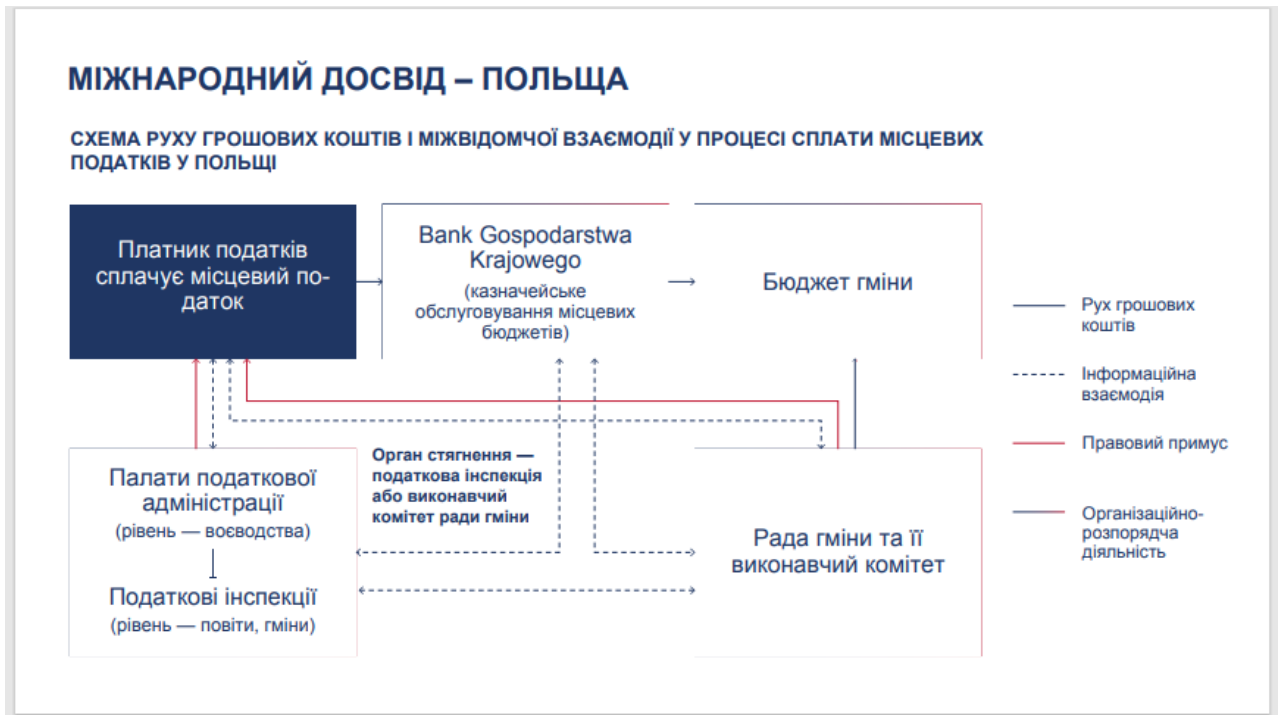 МІЖНАРОДНИЙ ДОСВІД – ПОЛЬЩА
СХЕМА РУХУ ГРОШОВИХ КОШТІВ І МІЖВІДОМЧОЇ ВЗАЄМОДІЇ У ПРОЦЕСІ СПЛАТИ МІСЦЕВИХ
ПОДАТКІВ У ПОЛЬЩІ
Платник податків
сплачує місцевий по-
даток
Bank Gospodarstwa
Krajowego
(казначейське
обслуговування місцевих
бюджетів)
Бюджет гміни
Рух грошових
коштів
Інформаційна
взаємодія
Правовий примус
Організаційно-
розпорядча
діяльність
Орган стягнення —
податкова інспекція
або виконавчий
комітет ради гміни
Палати податкової
адміністрації
(рівень — воєводства)
Податкові інспекції
(рівень — повіти, гміни)
Рада гміни та її
виконавчий комітет